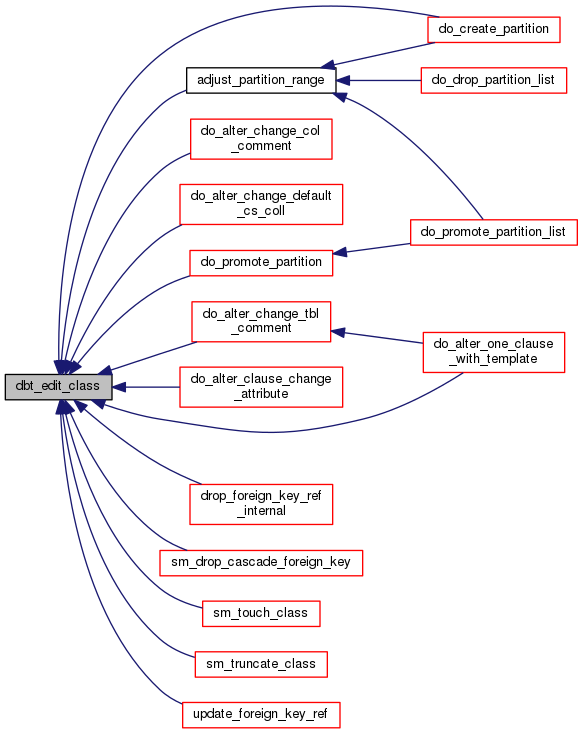 do_create_partition
adjust_partition_range
do_drop_partition_list
do_alter_change_col
_comment
do_alter_change_default
_cs_coll
do_promote_partition_list
do_promote_partition
do_alter_change_tbl
_comment
do_alter_one_clause
_with_template
dbt_edit_class
do_alter_clause_change
_attribute
drop_foreign_key_ref
_internal
sm_drop_cascade_foreign_key
sm_touch_class
sm_truncate_class
update_foreign_key_ref